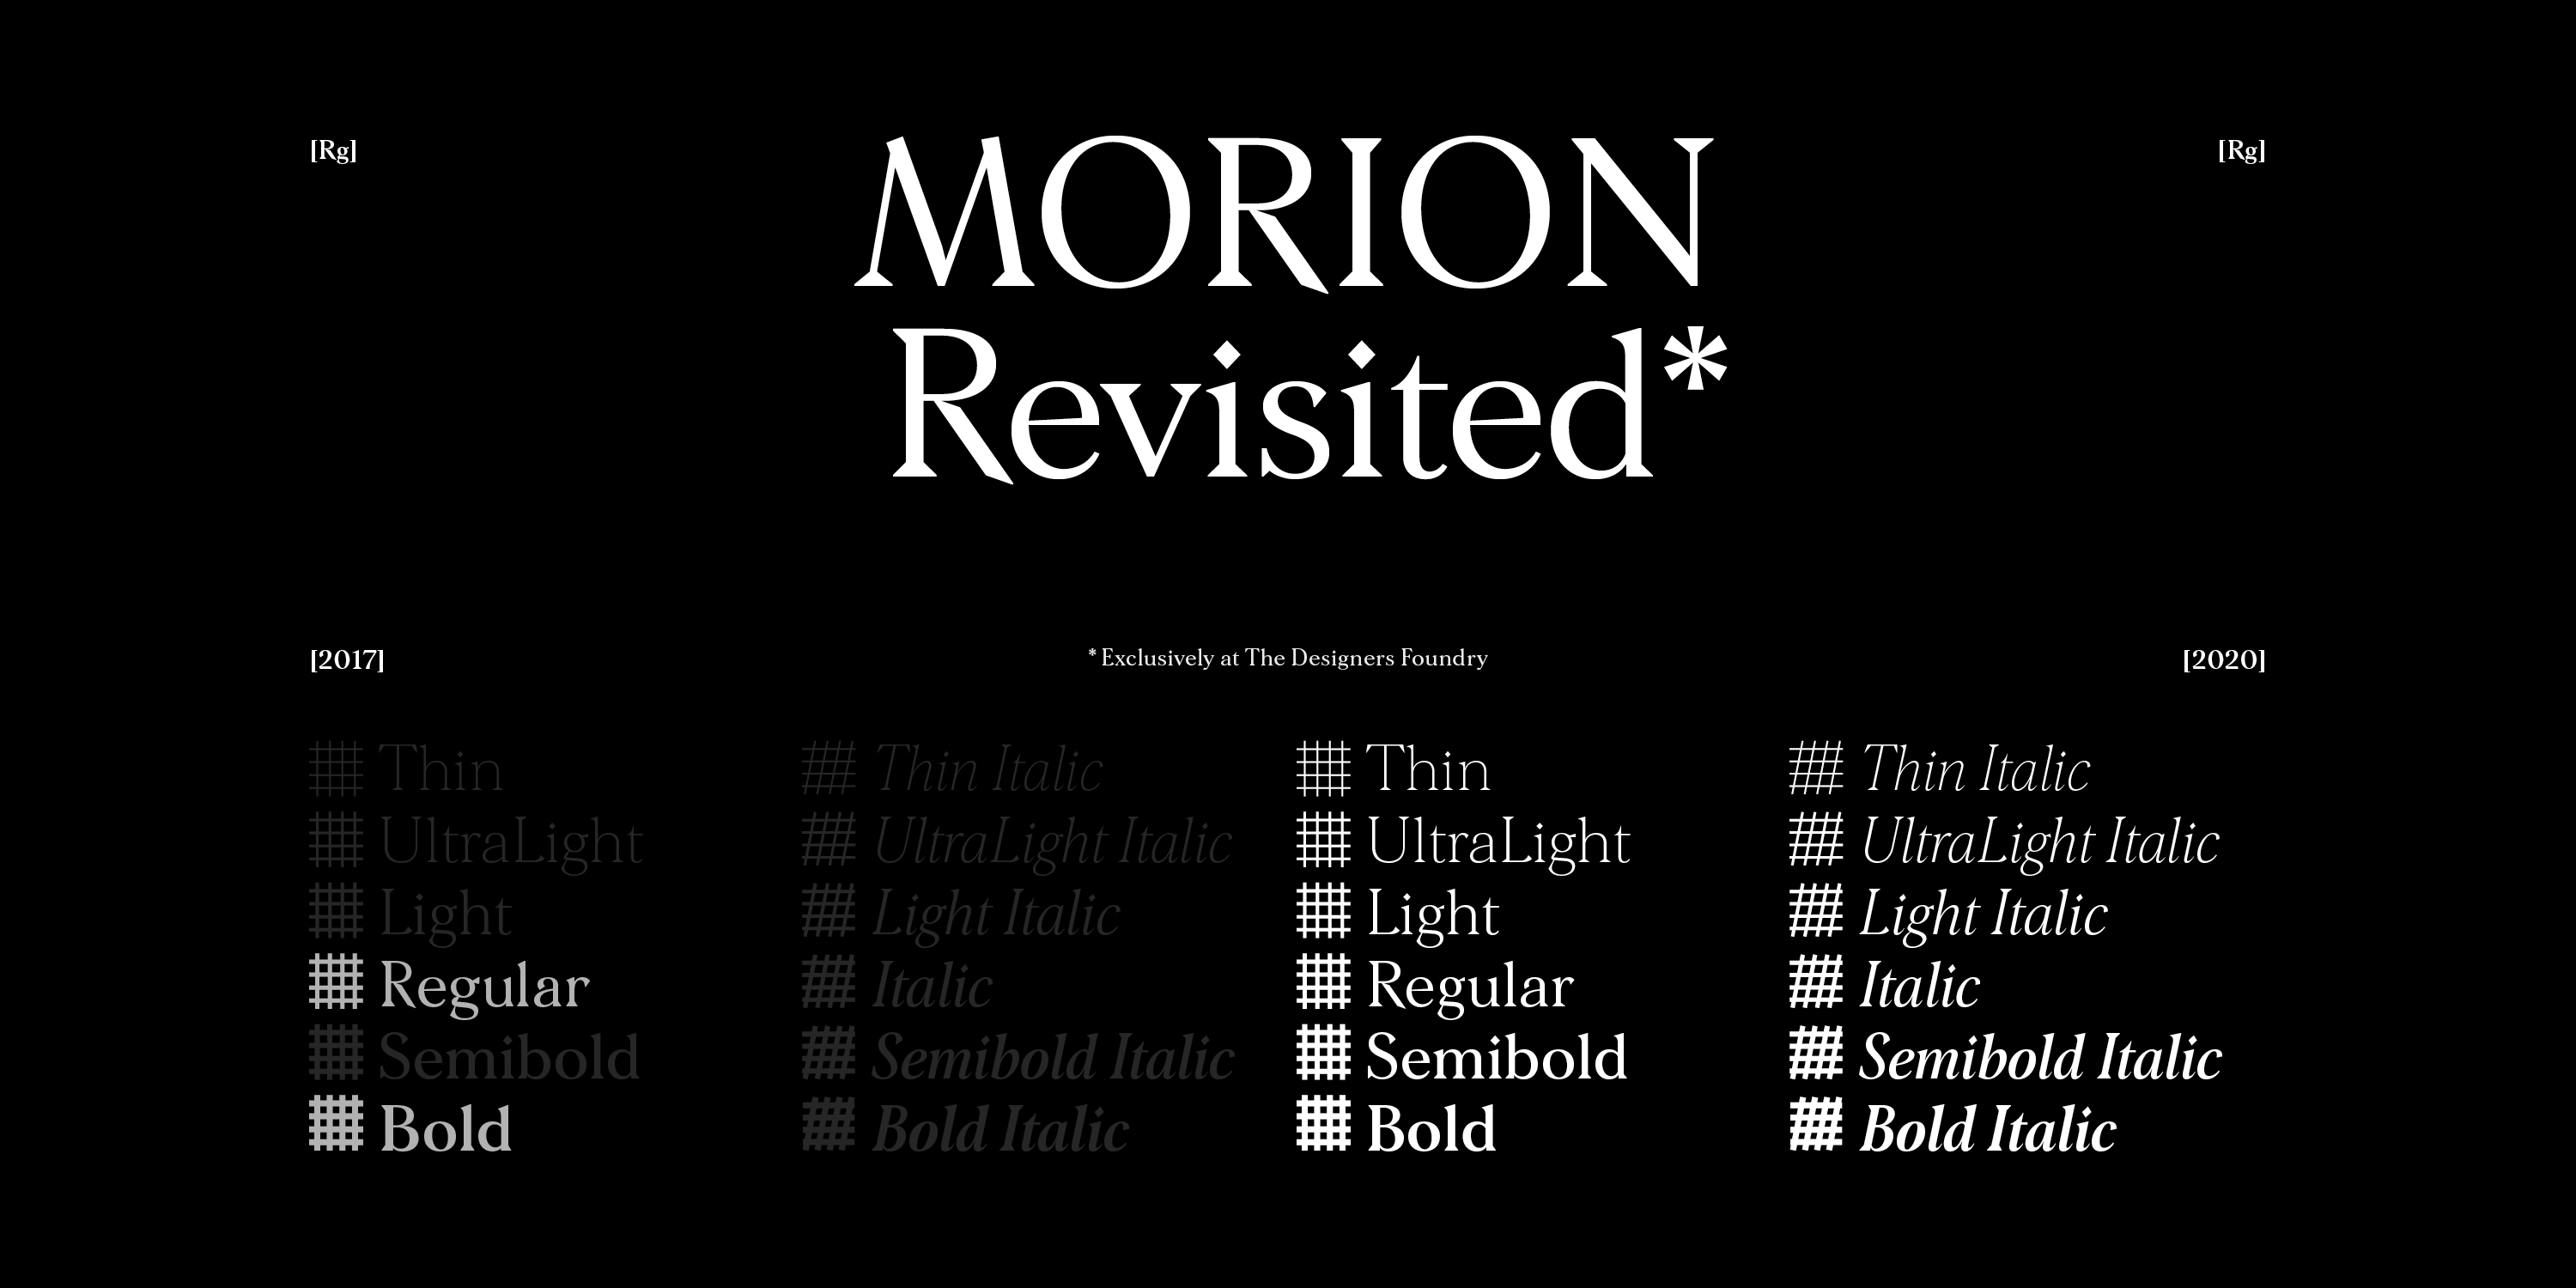 [Rg]
MORION
[Rg]
Revisited*
[2017]
* Exclusively at The Designers Foundry
[2020]
Thin
UltraLight
Light
Regular
Semibold
Bold
Thin Italic
UltraLight Italic
Light Italic
Italic
Semibold Italic
Bold Italic
Thin
UltraLight
Light
Regular
Semibold
Bold
Thin Italic
UltraLight Italic
Light Italic
Italic
Semibold Italic
Bold Italic